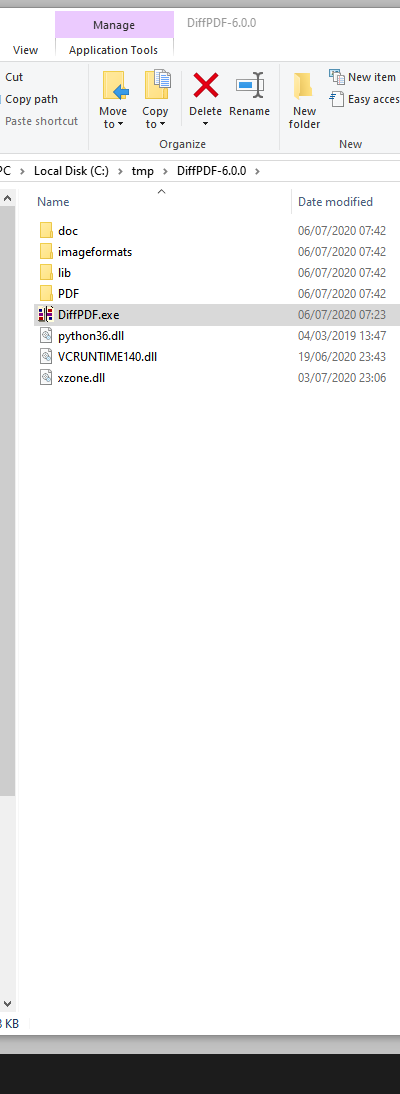 Manage
DiffPDF-6.0.0
View
Application Tools
Cut
Copy path
Paste shortcut
Move to
Copy to
Delete
Rename
New folder
New item
Easy acces
Organize
New
PC > Local Disk (C:) > tmp > DiffPDF-6.0.0 >
Name Date modified
doc 06/07/2020 07:42
imageformats 06/07/2020 07:42
lib 06/07/2020 07:42
PDF 06/07/2020 07:42
DiffPDF.exe 06/07/2020 07:23
python36.dll 04/03/2019 13:47
VCRUNTIME140.dll 19/06/2020 23:43
xzone.dll 03/07/2020 23:06
KB